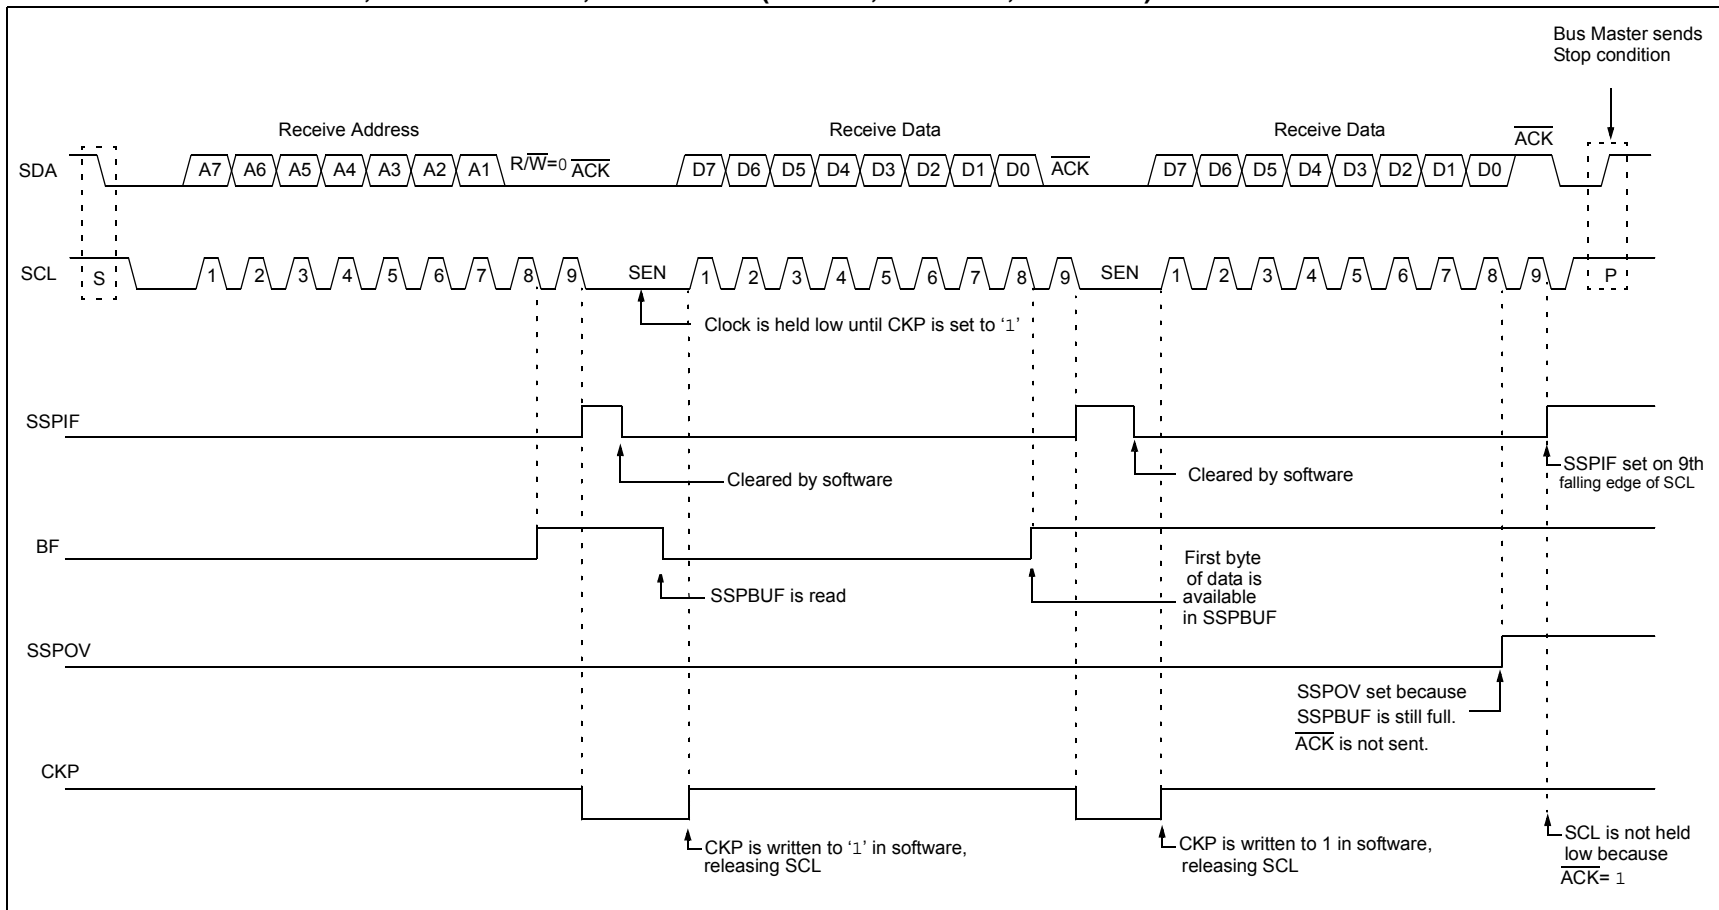 Bus Master sends
Stop condition
Receive Address
Receive Data
Receive Data
ACK
SDA
A7 A6 A5 A4 A3 A2 A1 R/W=0 ACK
D7 D6 D5 D4 D3 D2 D1 D0 ACK
D7 D6 D5 D4 D3 D2 D1 D0
SCL
S
1 2 3 4 5 6 7 8 9 SEN
1 2 3 4 5 6 7 8 9 SEN
1 2 3 4 5 6 7 8 9
P
Clock is held low until CKP is set to ‘1’
SSPIF
Cleared by software
Cleared by software
SSPIF set on 9th
falling edge of SCL
BF
SSPBUF is read
First byte
of data is
available
in SSPBUF
SSPOV
SSPOV set because
SSPBUF is still full.
ACK is not sent.
CKP
CKP is written to ‘1’ in software,
releasing SCL
CKP is written to 1 in software,
releasing SCL
SCL is not held
low because
ACK= 1